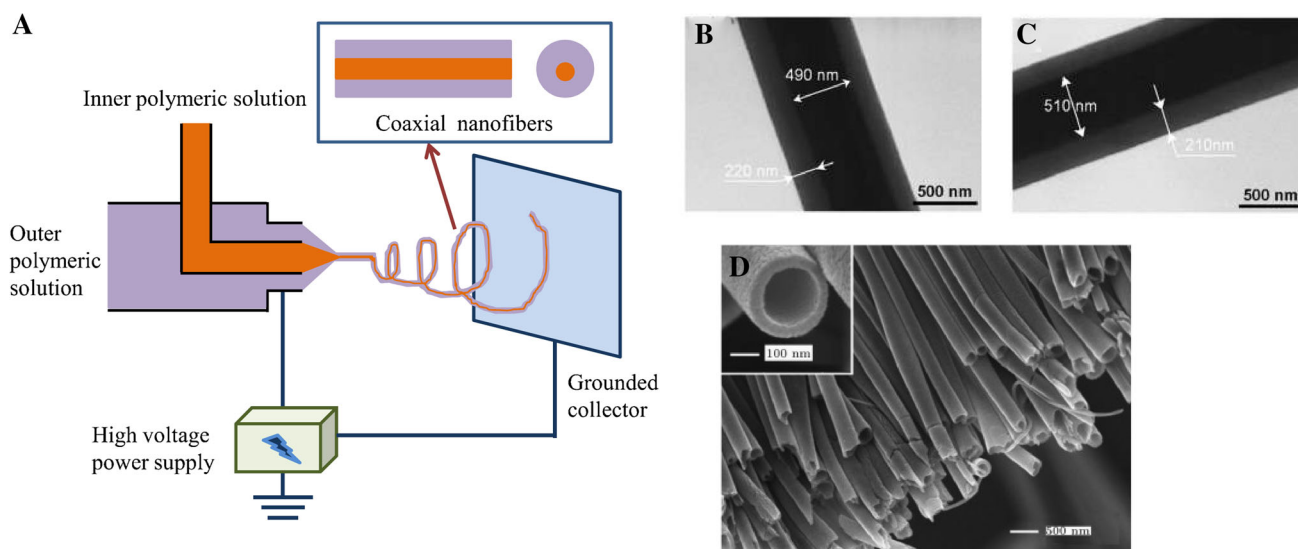 A
Inner polymeric solution
Coaxial nanofibers
Outer
polymeric
solution
Grounded
collector
High voltage
power supply
B
490 nm
220 nm
500 nm
C
510 nm
210nm
500 nm
D
100 nm
500 nm